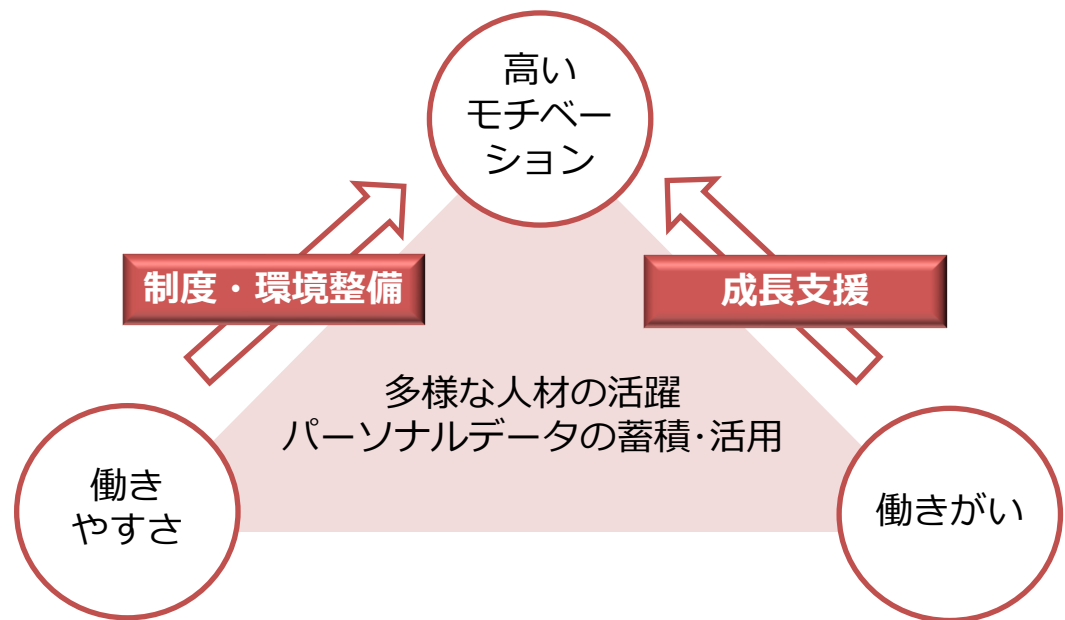 高い
モチベー
ション
制度・環境整備
成長支援
多様な人材の活躍
パーソナルデータの蓄積･活用
働き
やすさ
働きがい